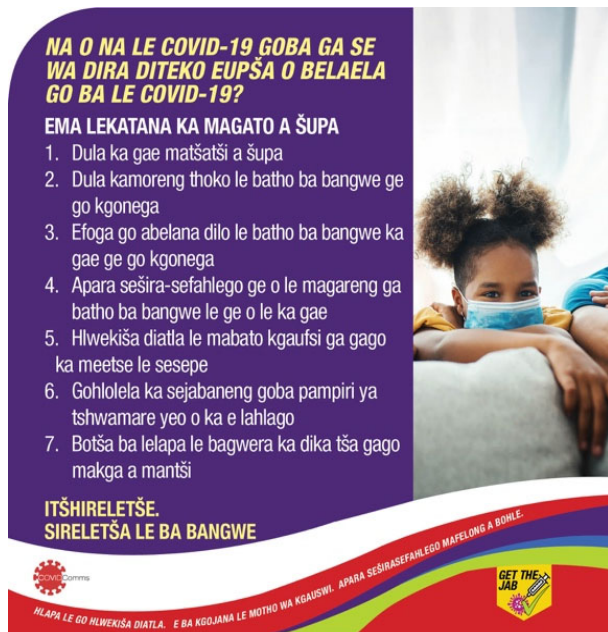 NA O NA LE COVID-19 GOBA GA SE
WA DIRA DITEKO EUPŠA O BELAELA
GO BA LE COVID-19?
EMA LEKATANA KA MAGATO A ŠUPA
1. Dula ka gae matšatši a šupa
2. Dula kamoreng thoko le batho ba bangwe ge
go kgonega
3. Efoga go abelana dilo le batho ba bangwe ka
gae ge go kgonega
4. Apara sešira-sefahlego ge o le magareng ga
batho ba bangwe le ge o le ka gae
5. Hlwekiša diatla le mabato kgaufsi ga gago
ka meetse le sesepe
6. Gohlolela ka sejabaneng goba pampiri ya
tshwamare yeo o ka e lahlago
7. Botša ba lelapa le bagwera ka dika tša gago
makga a mantši
ITŠHIRELETŠE.
SIRELETŠA LE BA BANGWE
COVIDComms
HLAPA LE GO HLWEKIŠA DIATLA. E BA KGOJANA LE MOTHO WA KGAUSWI. APARA SEŠIRASEFAHLEGO MAFELONG A BOHLE.
GET THE
JAB